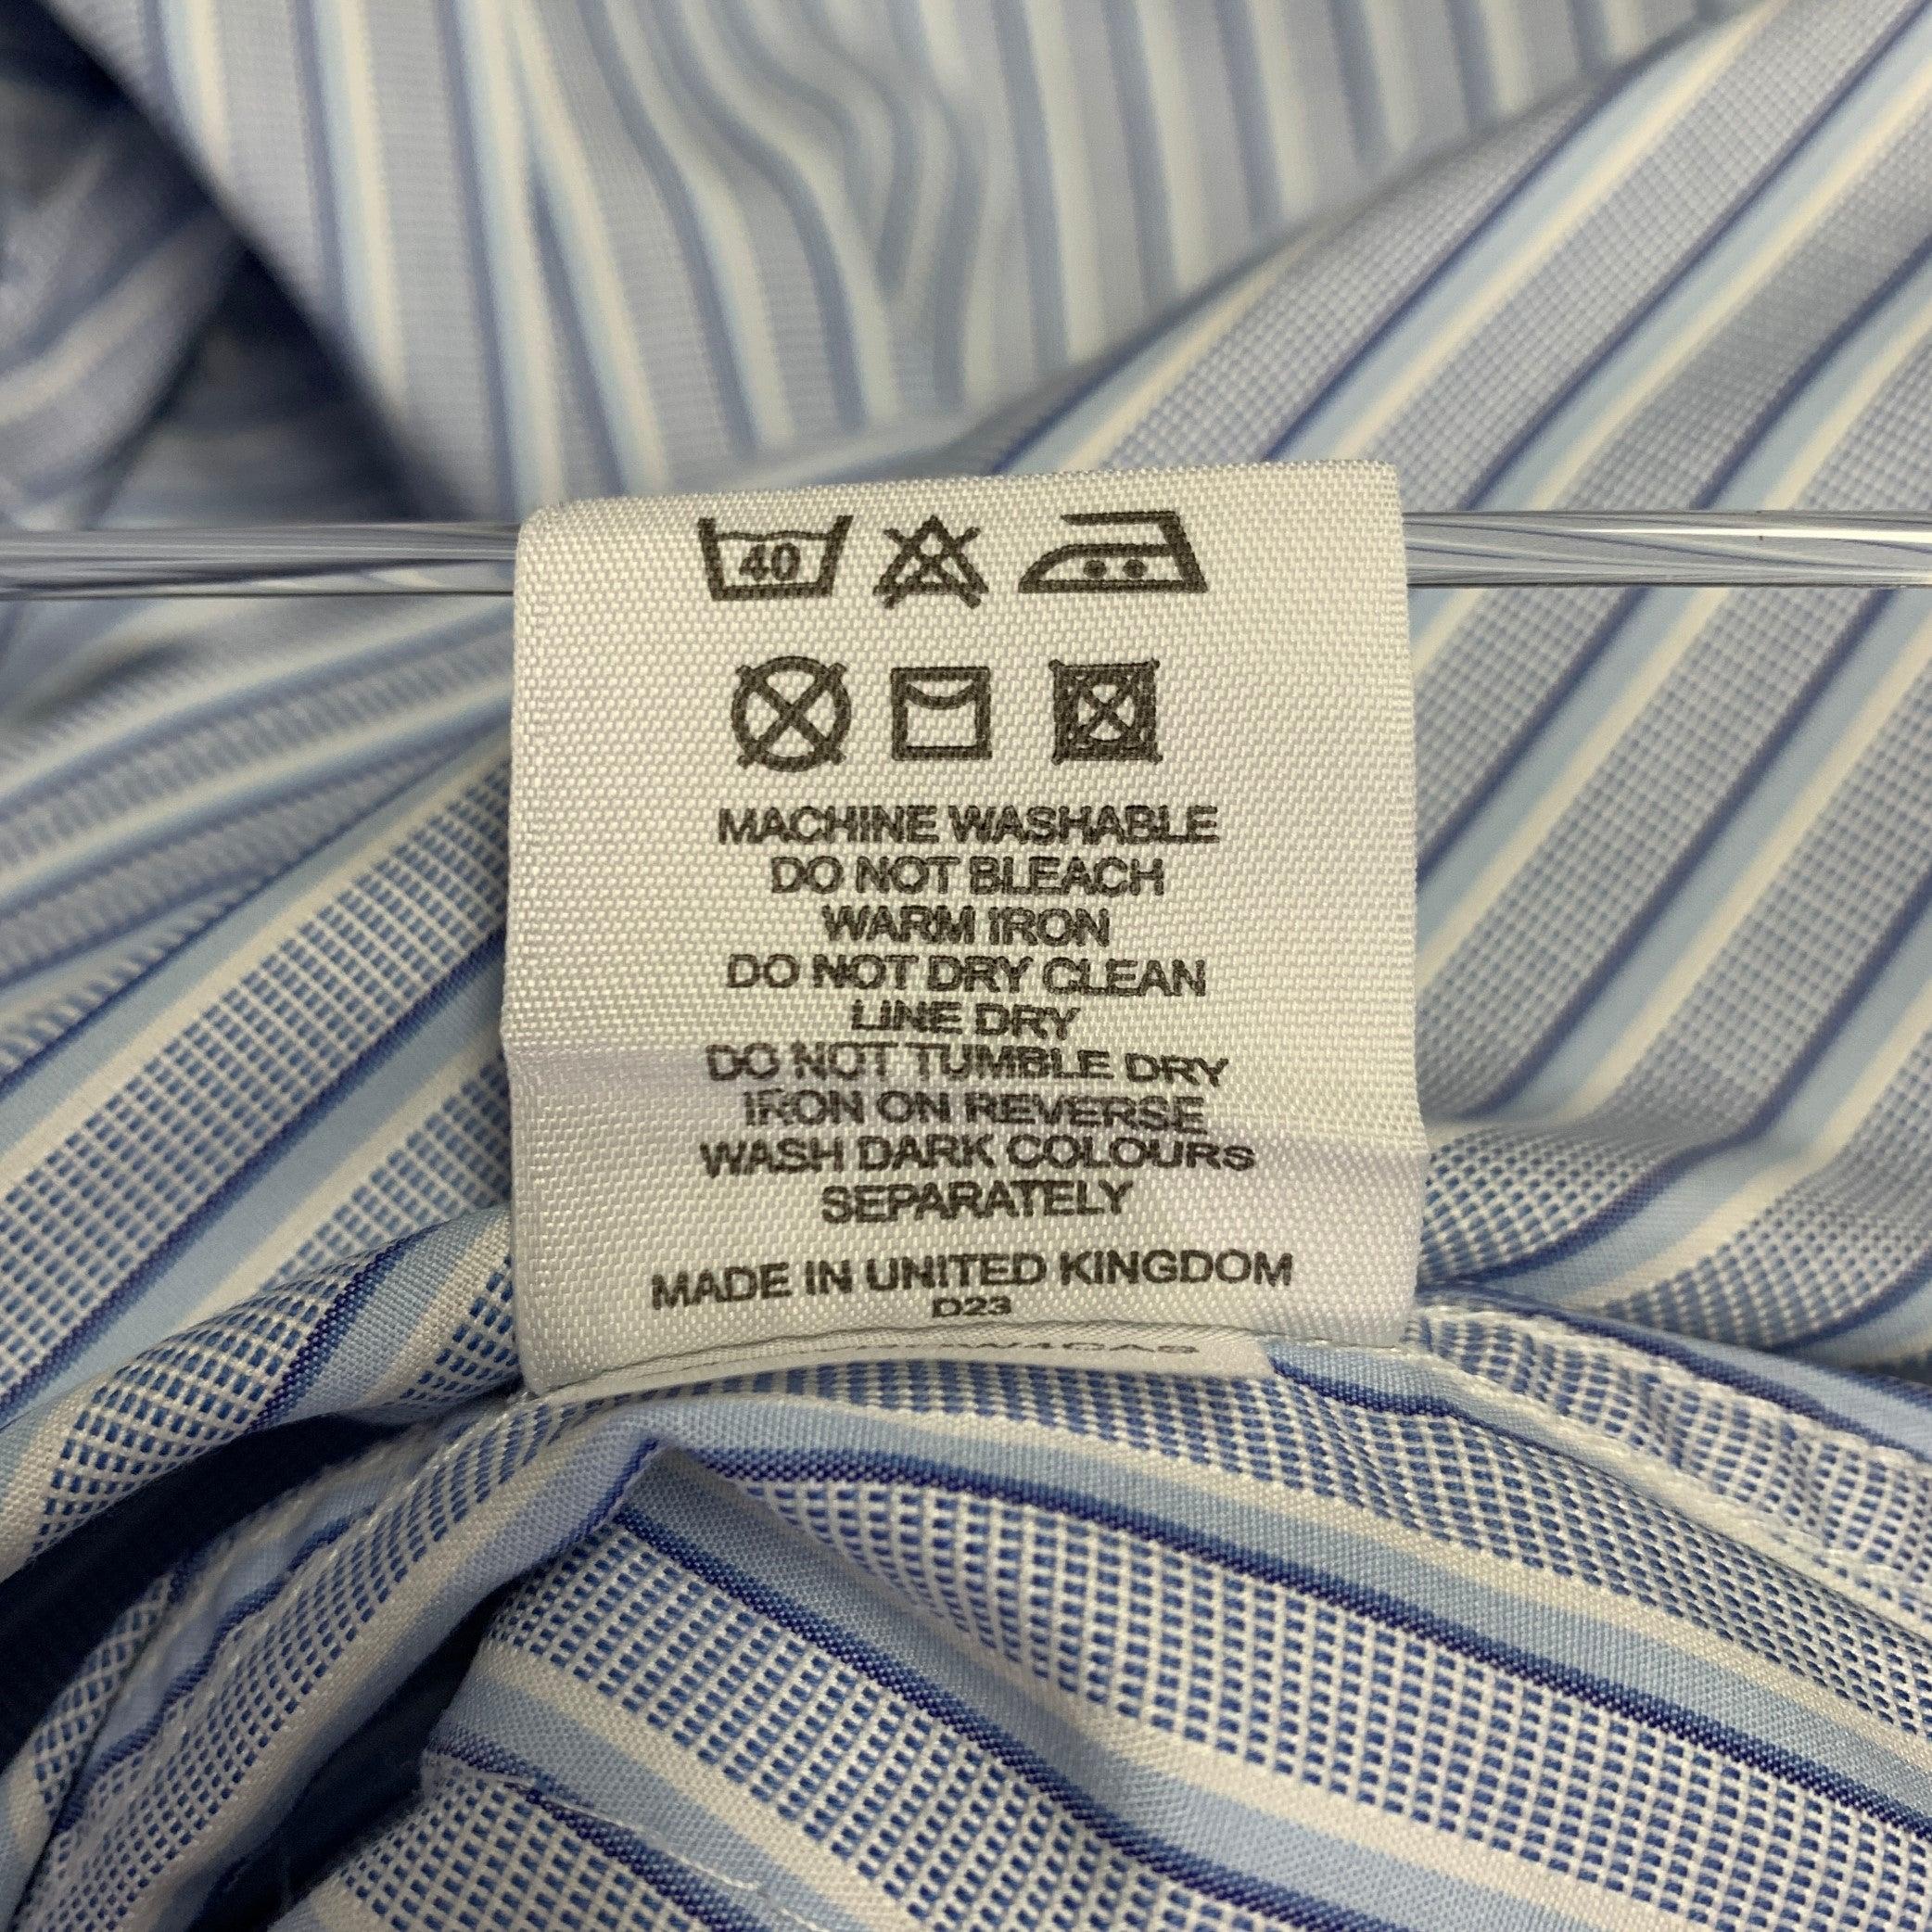 40
MACHINE WASHABLE
DO NOT BLEACH
WARM IRON
DO NOT DRY CLEAN
LINE DRY
DO NOT TUMBLE DRY
IRON ON REVERSE
WASH DARK COLOURS
SEPARATELY
MADE IN UNITED KINGDOM
D23